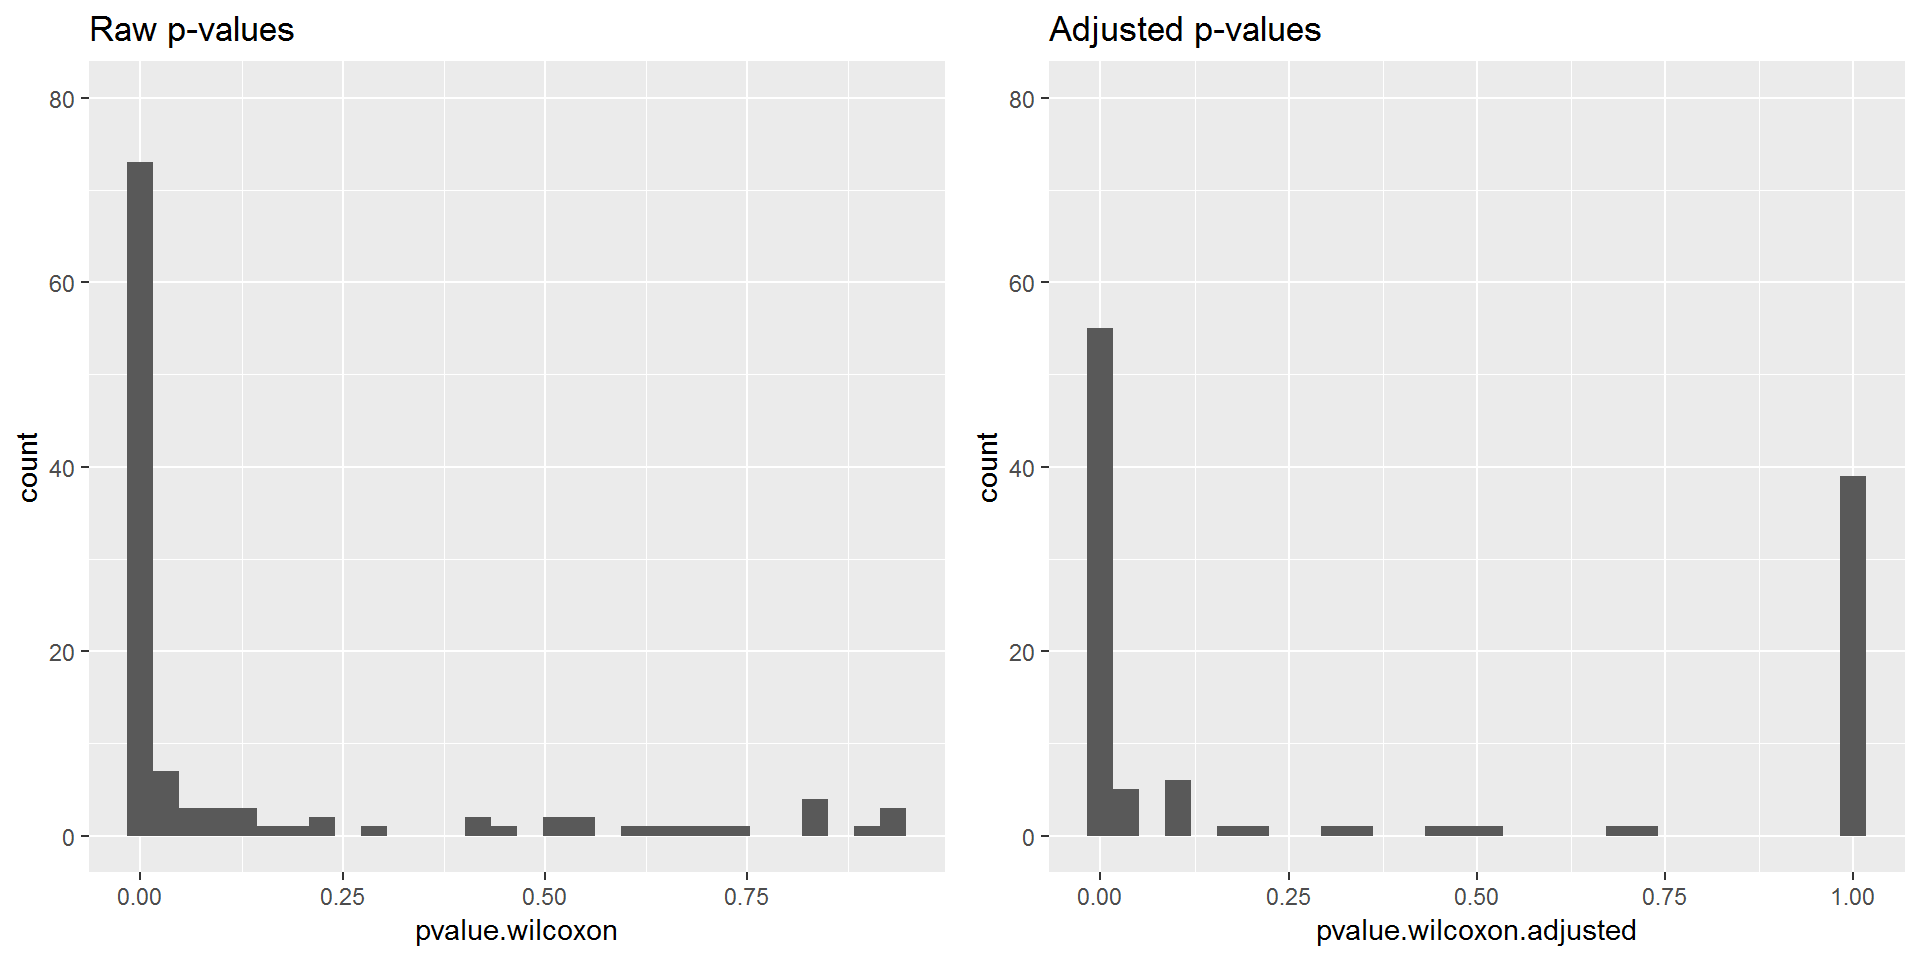 Raw p-values
80
60
40
20
0
count
0.00 0.25 0.50 0.75
pvalue.wilcoxon
Adjusted p-values
80
60
40
20
0
count
0.00 0.25 0.50 0.75 1.00
pvalue.wilcoxon.adjusted